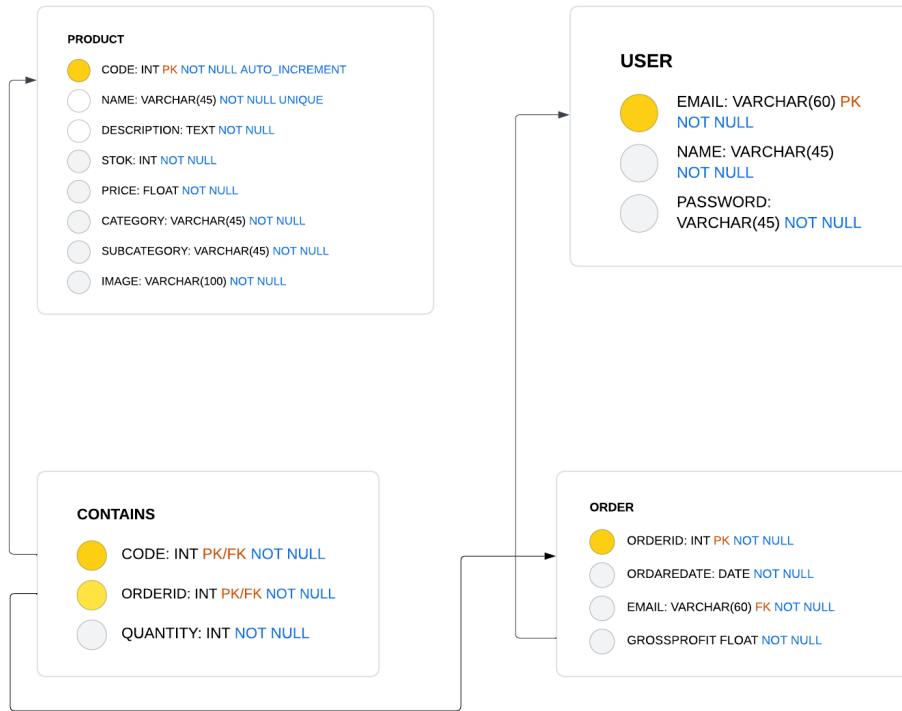 PRODUCT
CODE: INT PK NOT NULL AUTO_INCREMENT
NAME: VARCHAR(45) NOT NULL UNIQUE
DESCRIPTION: TEXT NOT NULL
STOK: INT NOT NULL
PRICE: FLOAT NOT NULL
CATEGORY: VARCHAR(45) NOT NULL
SUBCATEGORY: VARCHAR(45) NOT NULL
IMAGE: VARCHAR(100) NOT NULL
USER
EMAIL: VARCHAR(60) PK
NOT NULL
NAME: VARCHAR(45)
NOT NULL
PASSWORD:
VARCHAR(45) NOT NULL
CONTAINS
CODE: INT PK/FK NOT NULL
ORDERID: INT PK/FK NOT NULL
QUANTITY: INT NOT NULL
ORDER
ORDERID: INT PK NOT NULL
ORDAREDATE: DATE NOT NULL
EMAIL: VARCHAR(60) FK NOT NULL
GROSSPROFIT FLOAT NOT NULL